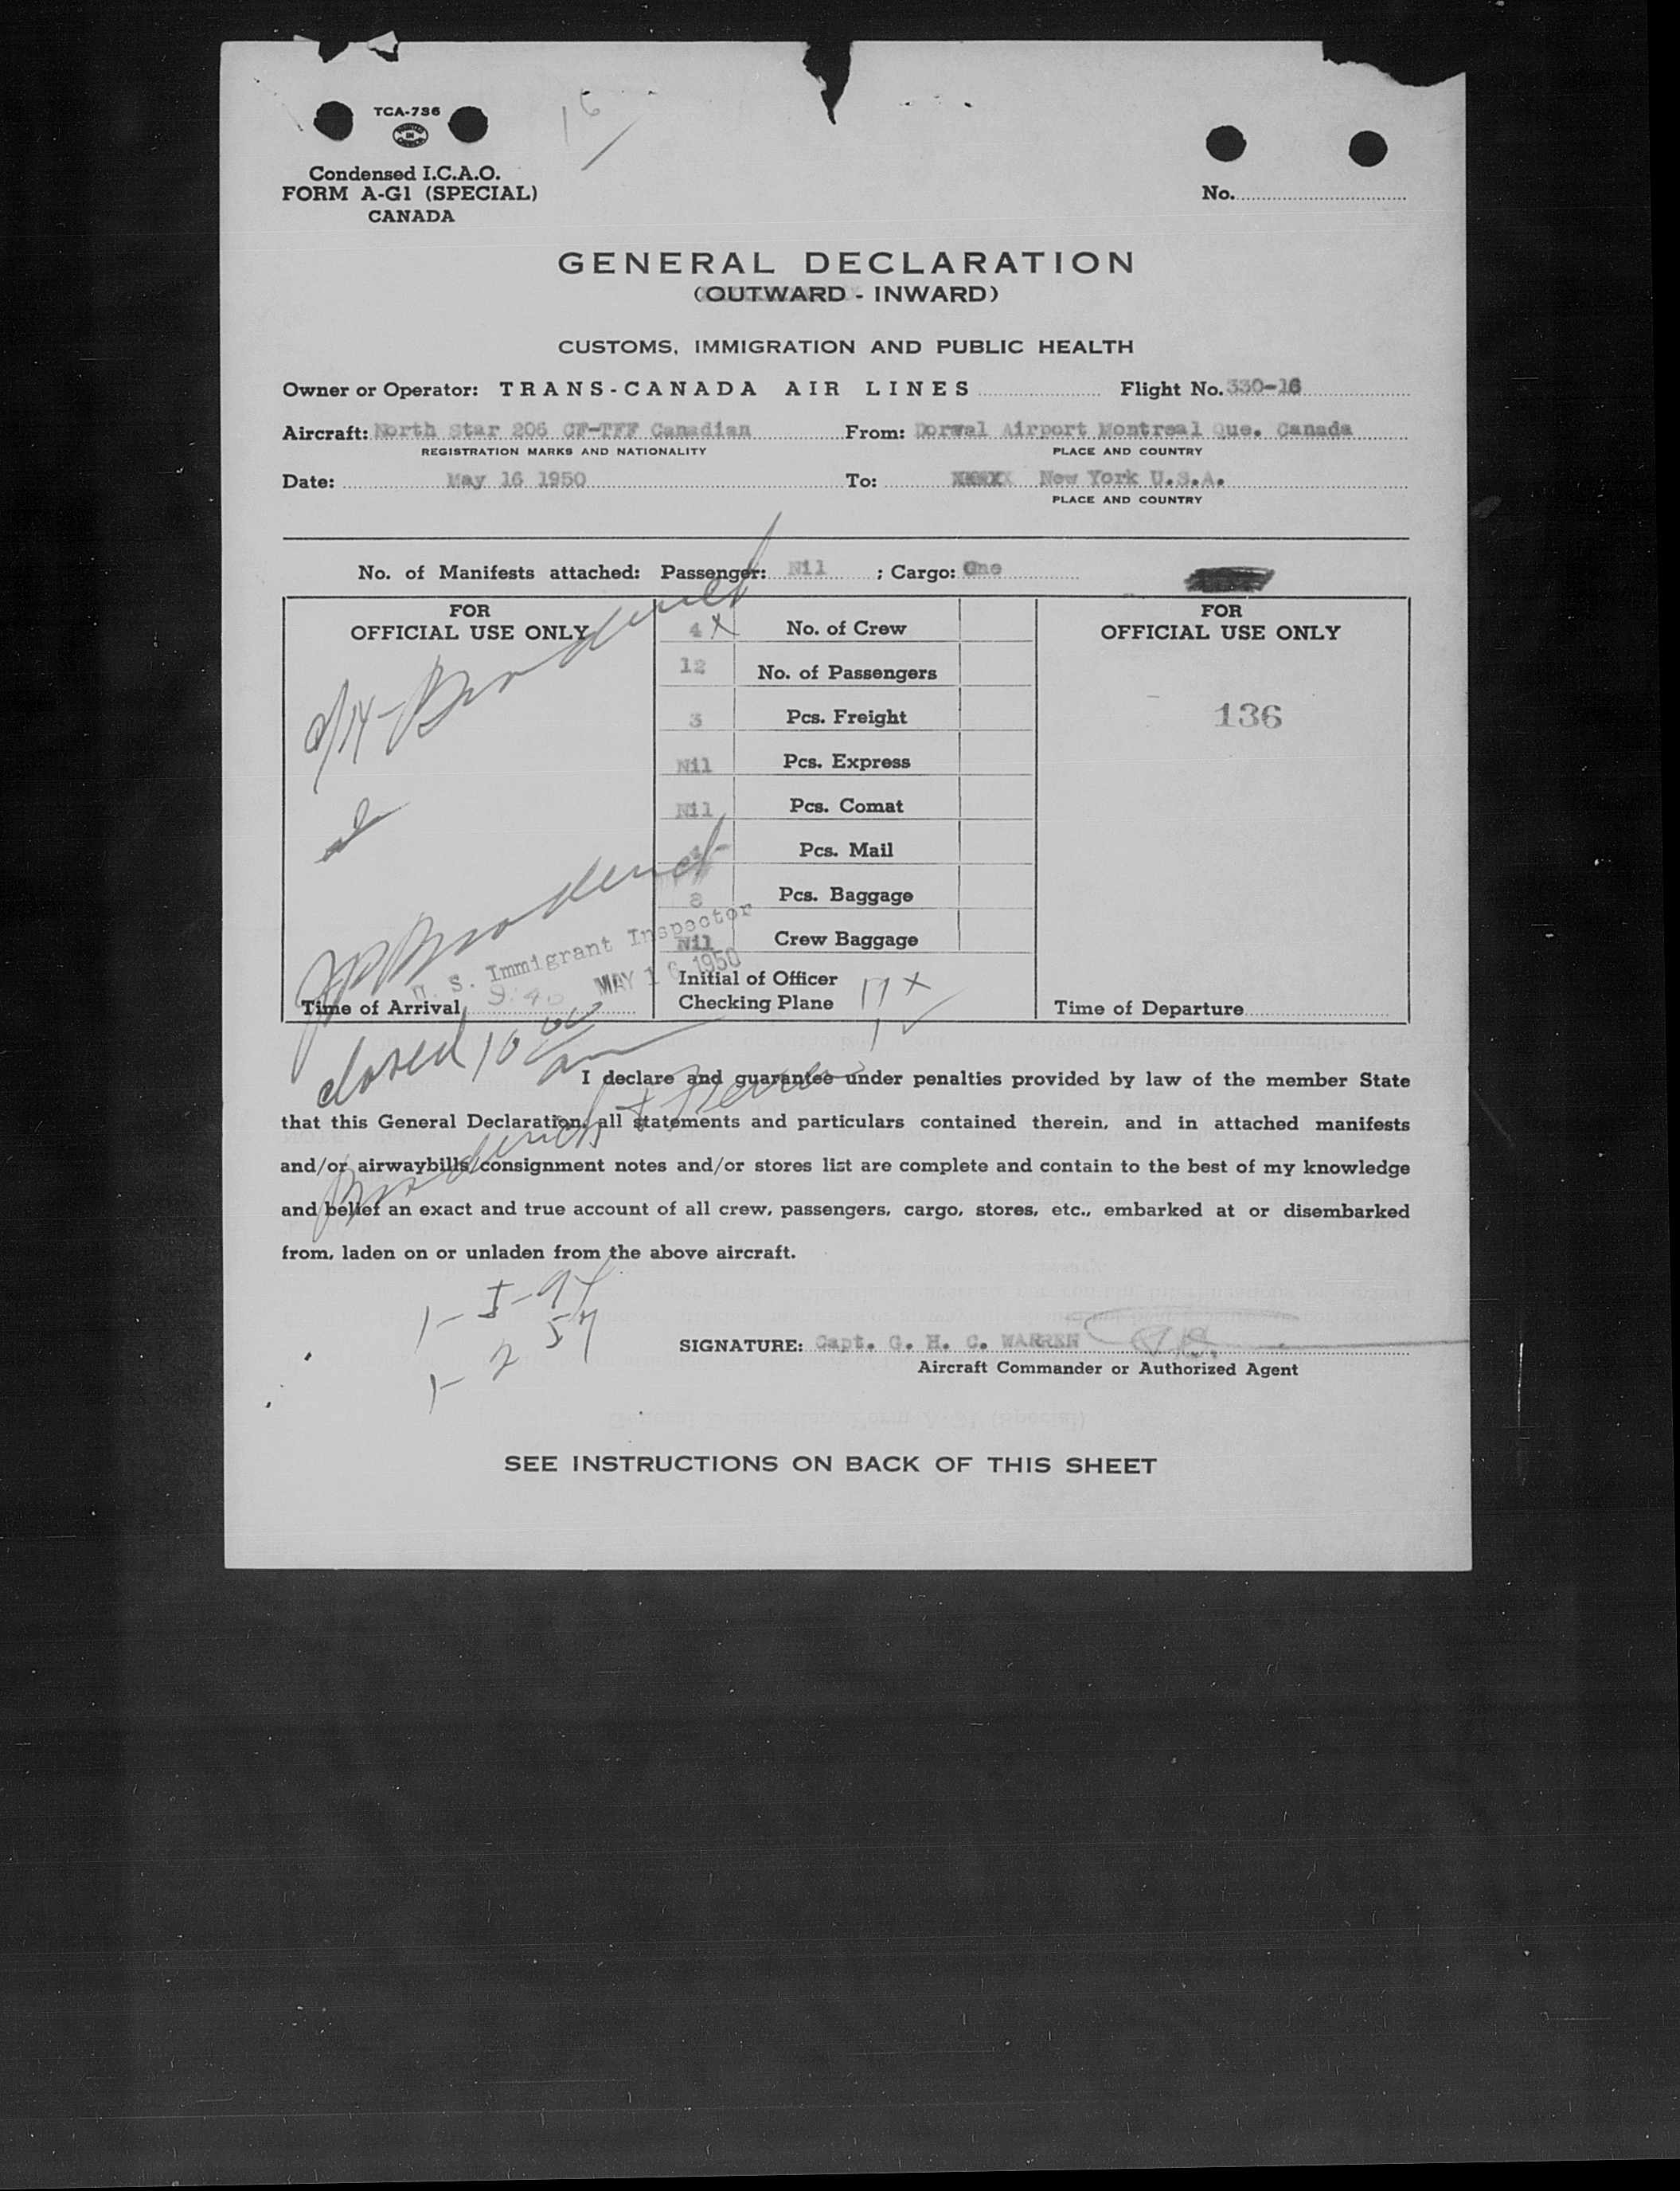 16
TCA-736
PRINTED IN CANADA
Condensed I.C.A.O.
FORM A-G1 (SPECIAL)
CANADA
No.
GENERAL DECLARATION
(OUTWARD - INWARD)
CUSTOMS, IMMIGRATION AND PUBLIC HEALTH
Owner or Operator: TRANS-CANADA AIR LINES Flight No. 330-16
Aircraft: North Star 206 CF-TFF Canadian From: Dorval Airport Montreal Que. Canada
REGISTRATION MARKS AND NATIONALITY PLACE AND COUNTRY
Date: May 16 1950 To: New York U.S.A.
PLACE AND COUNTRY
No. of Manifests attached: Passenger: Nil ; Cargo: One
FOR OFFICIAL USE ONLY
4 X No. of Crew
FOR OFFICIAL USE ONLY
12 No. of Passengers
3 Pcs. Freight
136
Nil Pcs. Express
Nil Pcs. Comat
Pcs. Mail
8 Pcs. Baggage
Nil Crew Baggage
U. S. Immigrant Inspector
MAY 16 1950
Time of Arrival 9:40
Initial of Officer
Checking Plane
Time of Departure
closed 10
I declare and guarantee under penalties provided by law of the member State
that this General Declaration, all statements and particulars contained therein, and in attached manifests
and/or airwaybills/consignment notes and/or stores list are complete and contain to the best of my knowledge
and belief an exact and true account of all crew, passengers, cargo, stores, etc., embarked at or disembarked
from, laden on or unladen from the above aircraft.
SIGNATURE: Capt. G. H. C. WARREN
Aircraft Commander or Authorized Agent
SEE INSTRUCTIONS ON BACK OF THIS SHEET